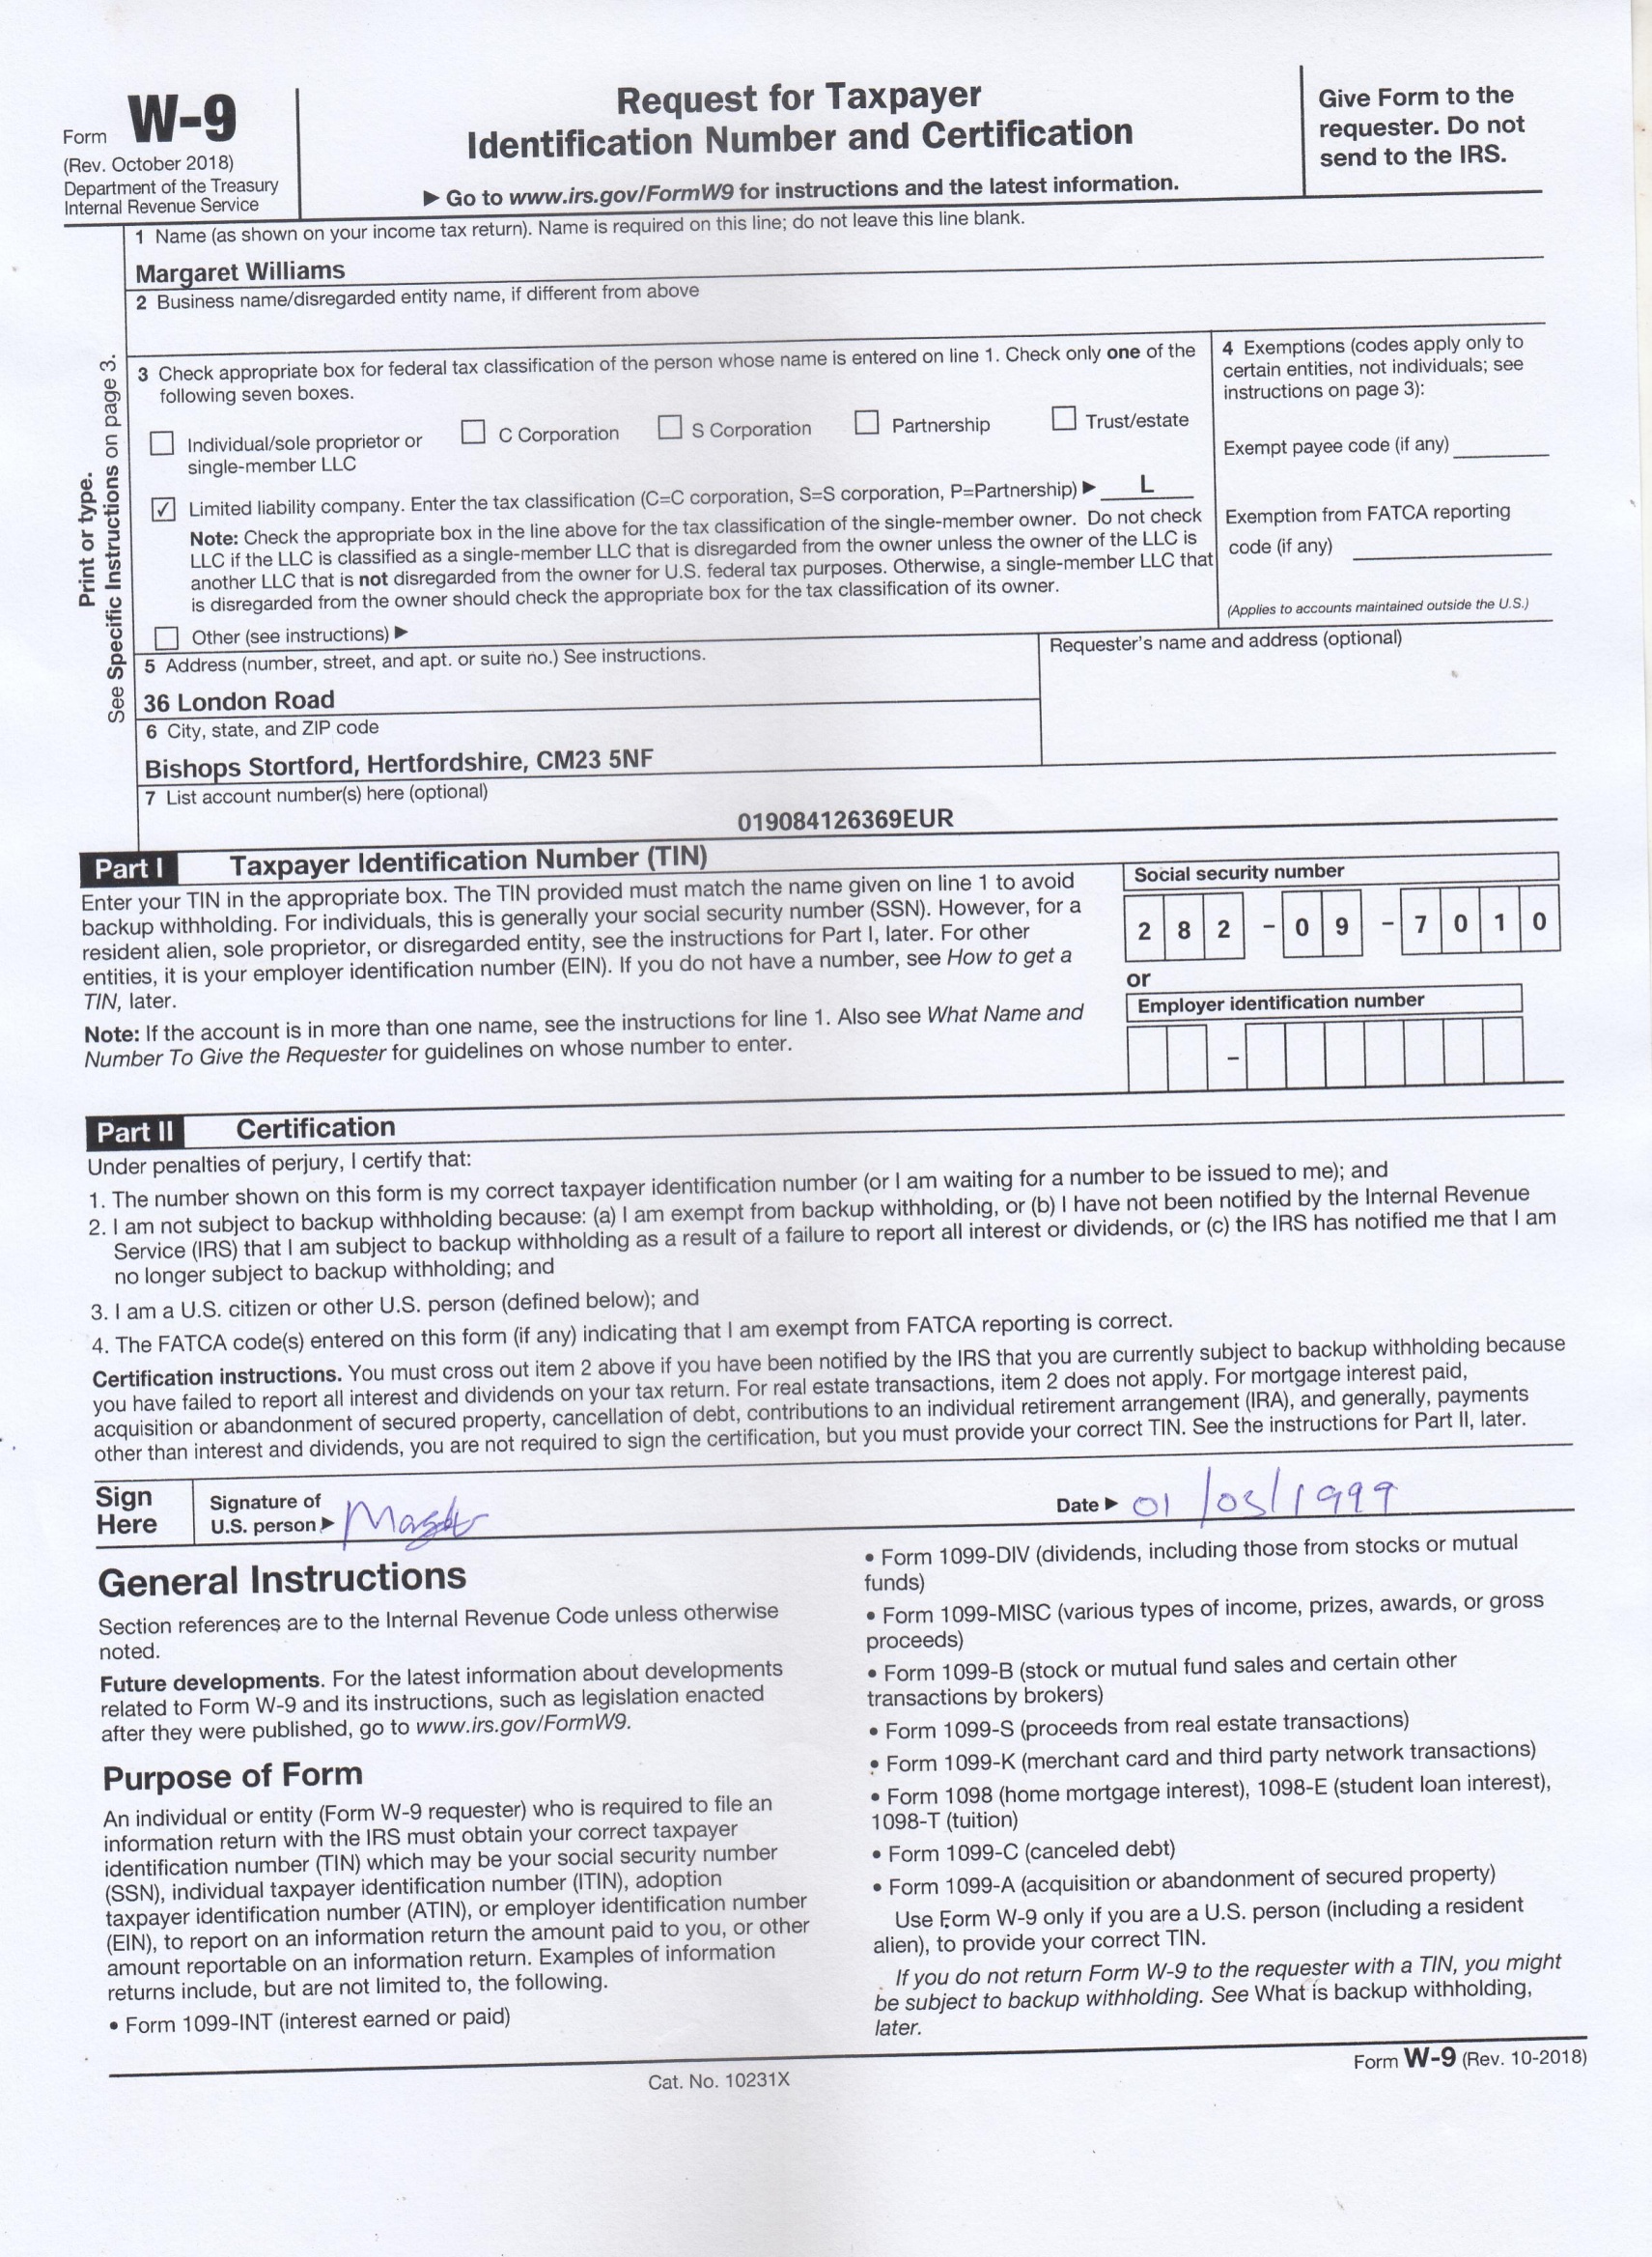 Form W-9
(Rev. October 2018)
Department of the Treasury
Internal Revenue Service
Request for Taxpayer
Identification Number and Certification
▶ Go to www.irs.gov/FormW9 for instructions and the latest information.
Give Form to the
requester. Do not
send to the IRS.
Print or type.
See Specific Instructions on page 3.
1 Name (as shown on your income tax return). Name is required on this line; do not leave this line blank.
Margaret Williams
2 Business name/disregarded entity name, if different from above
3 Check appropriate box for federal tax classification of the person whose name is entered on line 1. Check only one of the
following seven boxes.
☐ Individual/sole proprietor or
single-member LLC
☐ C Corporation
☐ S Corporation
☐ Partnership
☐ Trust/estate
☑ Limited liability company. Enter the tax classification (C=C corporation, S=S corporation, P=Partnership) ▶ L
Note: Check the appropriate box in the line above for the tax classification of the single-member owner. Do not check
LLC if the LLC is classified as a single-member LLC that is disregarded from the owner unless the owner of the LLC is
another LLC that is not disregarded from the owner for U.S. federal tax purposes. Otherwise, a single-member LLC that
is disregarded from the owner should check the appropriate box for the tax classification of its owner.
☐ Other (see instructions) ▶
4 Exemptions (codes apply only to
certain entities, not individuals; see
instructions on page 3):
Exempt payee code (if any)
Exemption from FATCA reporting
code (if any)
(Applies to accounts maintained outside the U.S.)
5 Address (number, street, and apt. or suite no.) See instructions.
36 London Road
6 City, state, and ZIP code
Bishops Stortford, Hertfordshire, CM23 5NF
Requester's name and address (optional)
7 List account number(s) here (optional)
019084126369EUR
Part I Taxpayer Identification Number (TIN)
Enter your TIN in the appropriate box. The TIN provided must match the name given on line 1 to avoid
backup withholding. For individuals, this is generally your social security number (SSN). However, for a
resident alien, sole proprietor, or disregarded entity, see the instructions for Part I, later. For other
entities, it is your employer identification number (EIN). If you do not have a number, see How to get a
TIN, later.
Note: If the account is in more than one name, see the instructions for line 1. Also see What Name and
Number To Give the Requester for guidelines on whose number to enter.
Social security number
2 8 2 - 0 9 - 7 0 1 0
or
Employer identification number
-
Part II Certification
Under penalties of perjury, I certify that:
1. The number shown on this form is my correct taxpayer identification number (or I am waiting for a number to be issued to me); and
2. I am not subject to backup withholding because: (a) I am exempt from backup withholding, or (b) I have not been notified by the Internal Revenue
Service (IRS) that I am subject to backup withholding as a result of a failure to report all interest or dividends, or (c) the IRS has notified me that I am
no longer subject to backup withholding; and
3. I am a U.S. citizen or other U.S. person (defined below); and
4. The FATCA code(s) entered on this form (if any) indicating that I am exempt from FATCA reporting is correct.
Certification instructions. You must cross out item 2 above if you have been notified by the IRS that you are currently subject to backup withholding because
you have failed to report all interest and dividends on your tax return. For real estate transactions, item 2 does not apply. For mortgage interest paid,
acquisition or abandonment of secured property, cancellation of debt, contributions to an individual retirement arrangement (IRA), and generally, payments
other than interest and dividends, you are not required to sign the certification, but you must provide your correct TIN. See the instructions for Part II, later.
Sign
Here
Signature of
U.S. person ▶
Date ▶ 01/03/1999
General Instructions
Section references are to the Internal Revenue Code unless otherwise
noted.
Future developments. For the latest information about developments
related to Form W-9 and its instructions, such as legislation enacted
after they were published, go to www.irs.gov/FormW9.
Purpose of Form
An individual or entity (Form W-9 requester) who is required to file an
information return with the IRS must obtain your correct taxpayer
identification number (TIN) which may be your social security number
(SSN), individual taxpayer identification number (ITIN), adoption
taxpayer identification number (ATIN), or employer identification number
(EIN), to report on an information return the amount paid to you, or other
amount reportable on an information return. Examples of information
returns include, but are not limited to, the following.
• Form 1099-INT (interest earned or paid)
• Form 1099-DIV (dividends, including those from stocks or mutual
funds)
• Form 1099-MISC (various types of income, prizes, awards, or gross
proceeds)
• Form 1099-B (stock or mutual fund sales and certain other
transactions by brokers)
• Form 1099-S (proceeds from real estate transactions)
• Form 1099-K (merchant card and third party network transactions)
• Form 1098 (home mortgage interest), 1098-E (student loan interest),
1098-T (tuition)
• Form 1099-C (canceled debt)
• Form 1099-A (acquisition or abandonment of secured property)
Use Form W-9 only if you are a U.S. person (including a resident
alien), to provide your correct TIN.
If you do not return Form W-9 to the requester with a TIN, you might
be subject to backup withholding. See What is backup withholding,
later.
Cat. No. 10231X
Form W-9 (Rev. 10-2018)